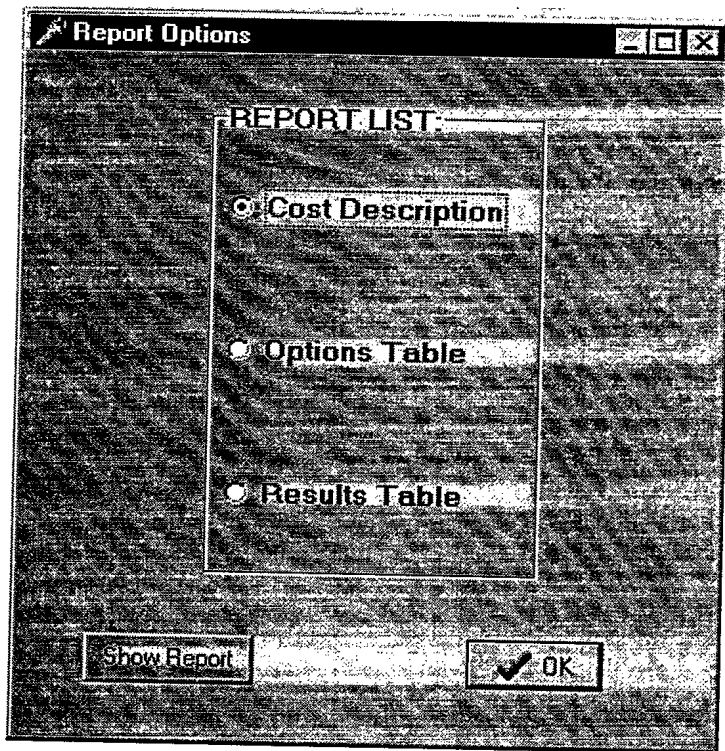 Report Options
REPORT LIST:
Cost Description
Options Table
Results Table
Show Report
OK